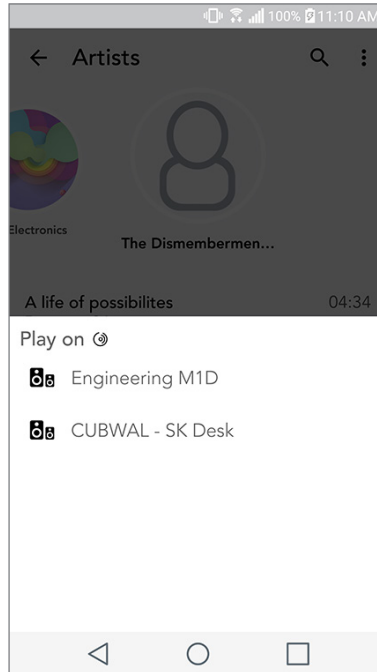 100% 11:10 AM
Artists
Electronics
The Dismembermen...
A life of possibilites 04:34
Play on
Engineering M1D
CUBWAL - SK Desk